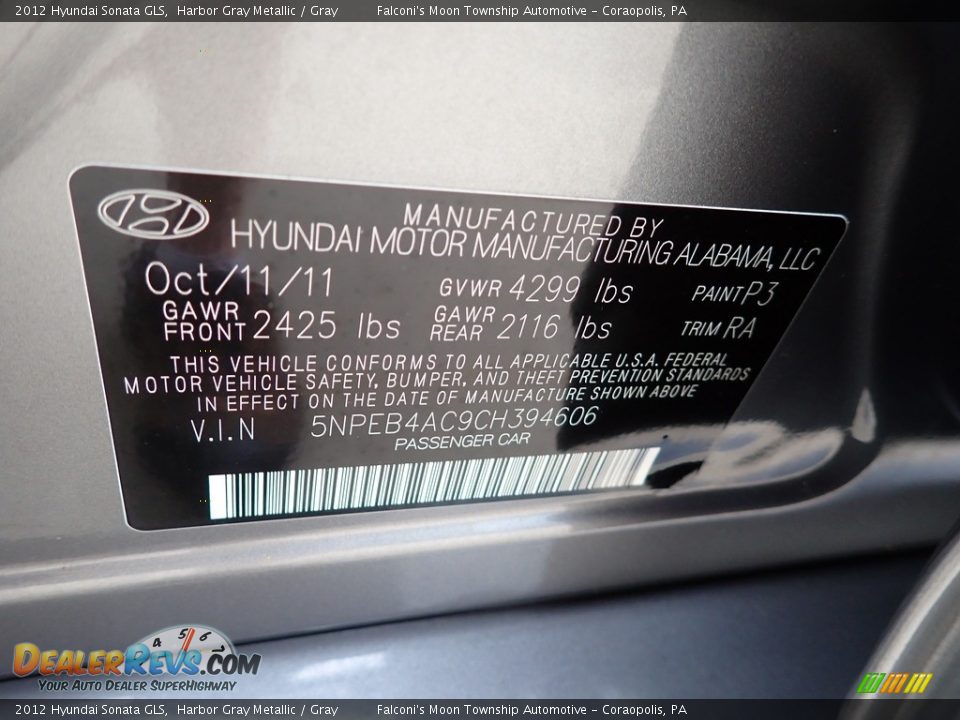 2012 Hyundai Sonata GLS, Harbor Gray Metallic / Gray Falconi's Moon Township Automotive - Coraopolis, PA
MANUFACTURED BY
HYUNDAI MOTOR MANUFACTURING ALABAMA, LLC
Oct/11/11 GVWR 4299 lbs PAINT P3
GAWR FRONT 2425 lbs GAWR REAR 2116 lbs TRIM RA
THIS VEHICLE CONFORMS TO ALL APPLICABLE U.S.A. FEDERAL
MOTOR VEHICLE SAFETY, BUMPER, AND THEFT PREVENTION STANDARDS
IN EFFECT ON THE DATE OF MANUFACTURE SHOWN ABOVE
V.I.N 5NPEB4AC9CH394606
PASSENGER CAR
4 5 6 7
DEALERREVS.COM
YOUR AUTO DEALER SUPERHIGHWAY
2012 Hyundai Sonata GLS, Harbor Gray Metallic / Gray Falconi's Moon Township Automotive - Coraopolis, PA